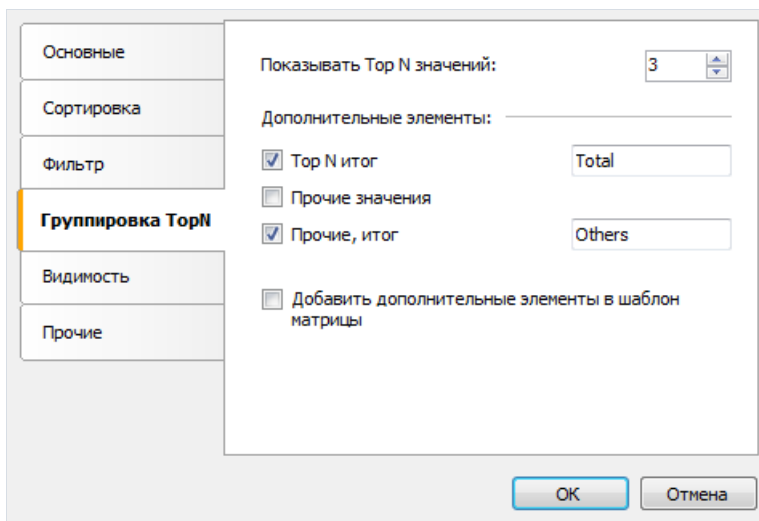 Основные
Сортировка
Фильтр
Группировка TopN
Видимость
Прочие
Показывать Top N значений:
3
Дополнительные элементы:
Top N итог
Total
Прочие значения
Прочие, итог
Others
Добавить дополнительные элементы в шаблон
матрицы
OK
Отмена